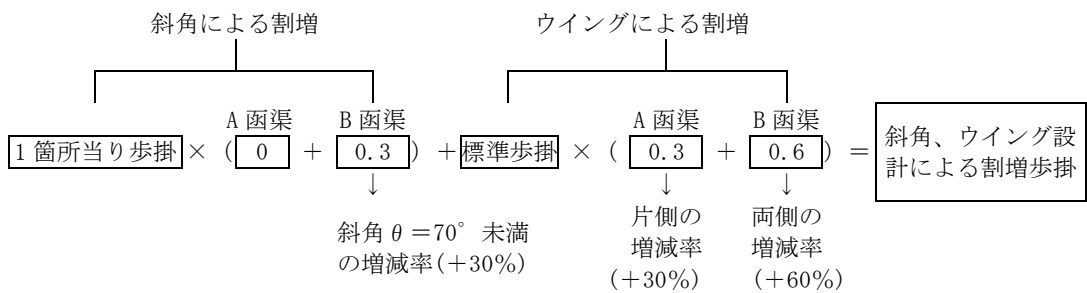 斜角による割増 ウイングによる割増
A函渠 B函渠 A函渠 B函渠
1箇所当り歩掛 × ( 0 + 0.3 ) + 標準歩掛 × ( 0.3 + 0.6 ) = 斜角、ウイング設計による割増歩掛
↓ ↓ ↓
斜角θ=70°未満
の増減率(+30%)
片側の
増減率
(+30%)
両側の
増減率
(+60%)